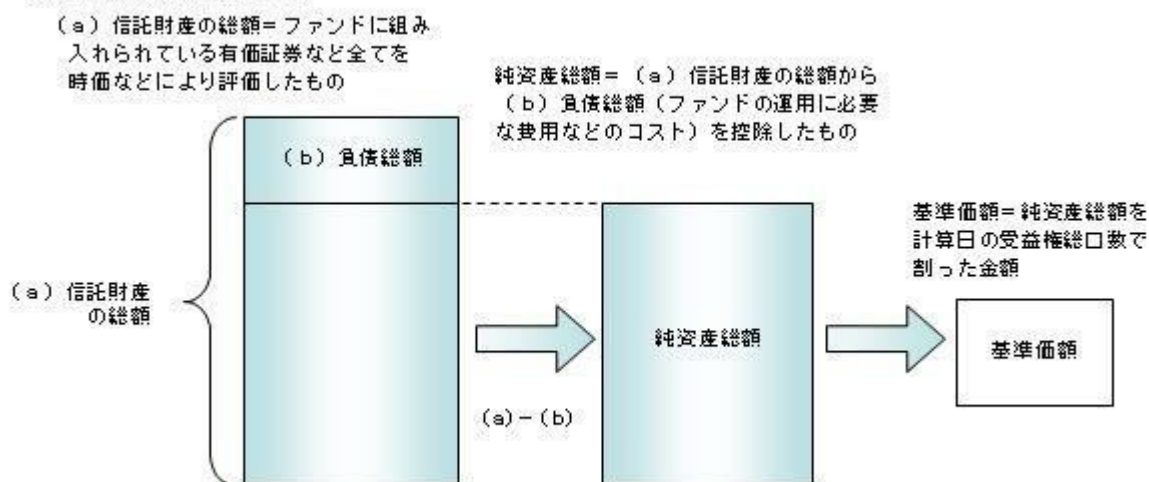 (a)信託財産の総額=ファンドに組み
入れられている有価証券など全てを
時価などにより評価したもの
純資産総額=(a)信託財産の総額から
(b)負債総額(ファンドの運用に必要
な費用などのコスト)を控除したもの
(b)負債総額
基準価額=純資産総額を
計算日の受益権総口数で
割った金額
(a)信託財産
の総額
純資産総額
基準価額
(a)-(b)